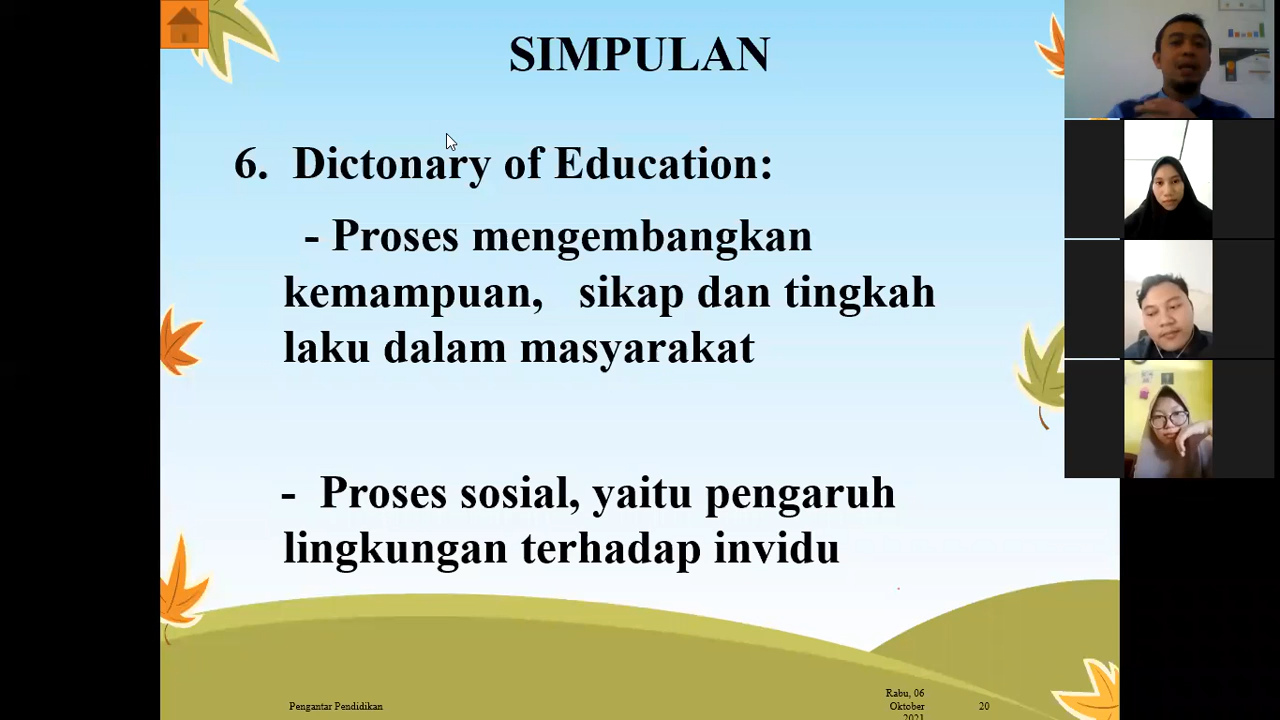 SIMPULAN
6. Dictonary of Education:
- Proses mengembangkan
kemampuan, sikap dan tingkah
laku dalam masyarakat
- Proses sosial, yaitu pengaruh
lingkungan terhadap invidu
Pengantar Pendidikan
Rabu, 06
Oktober
2021
20